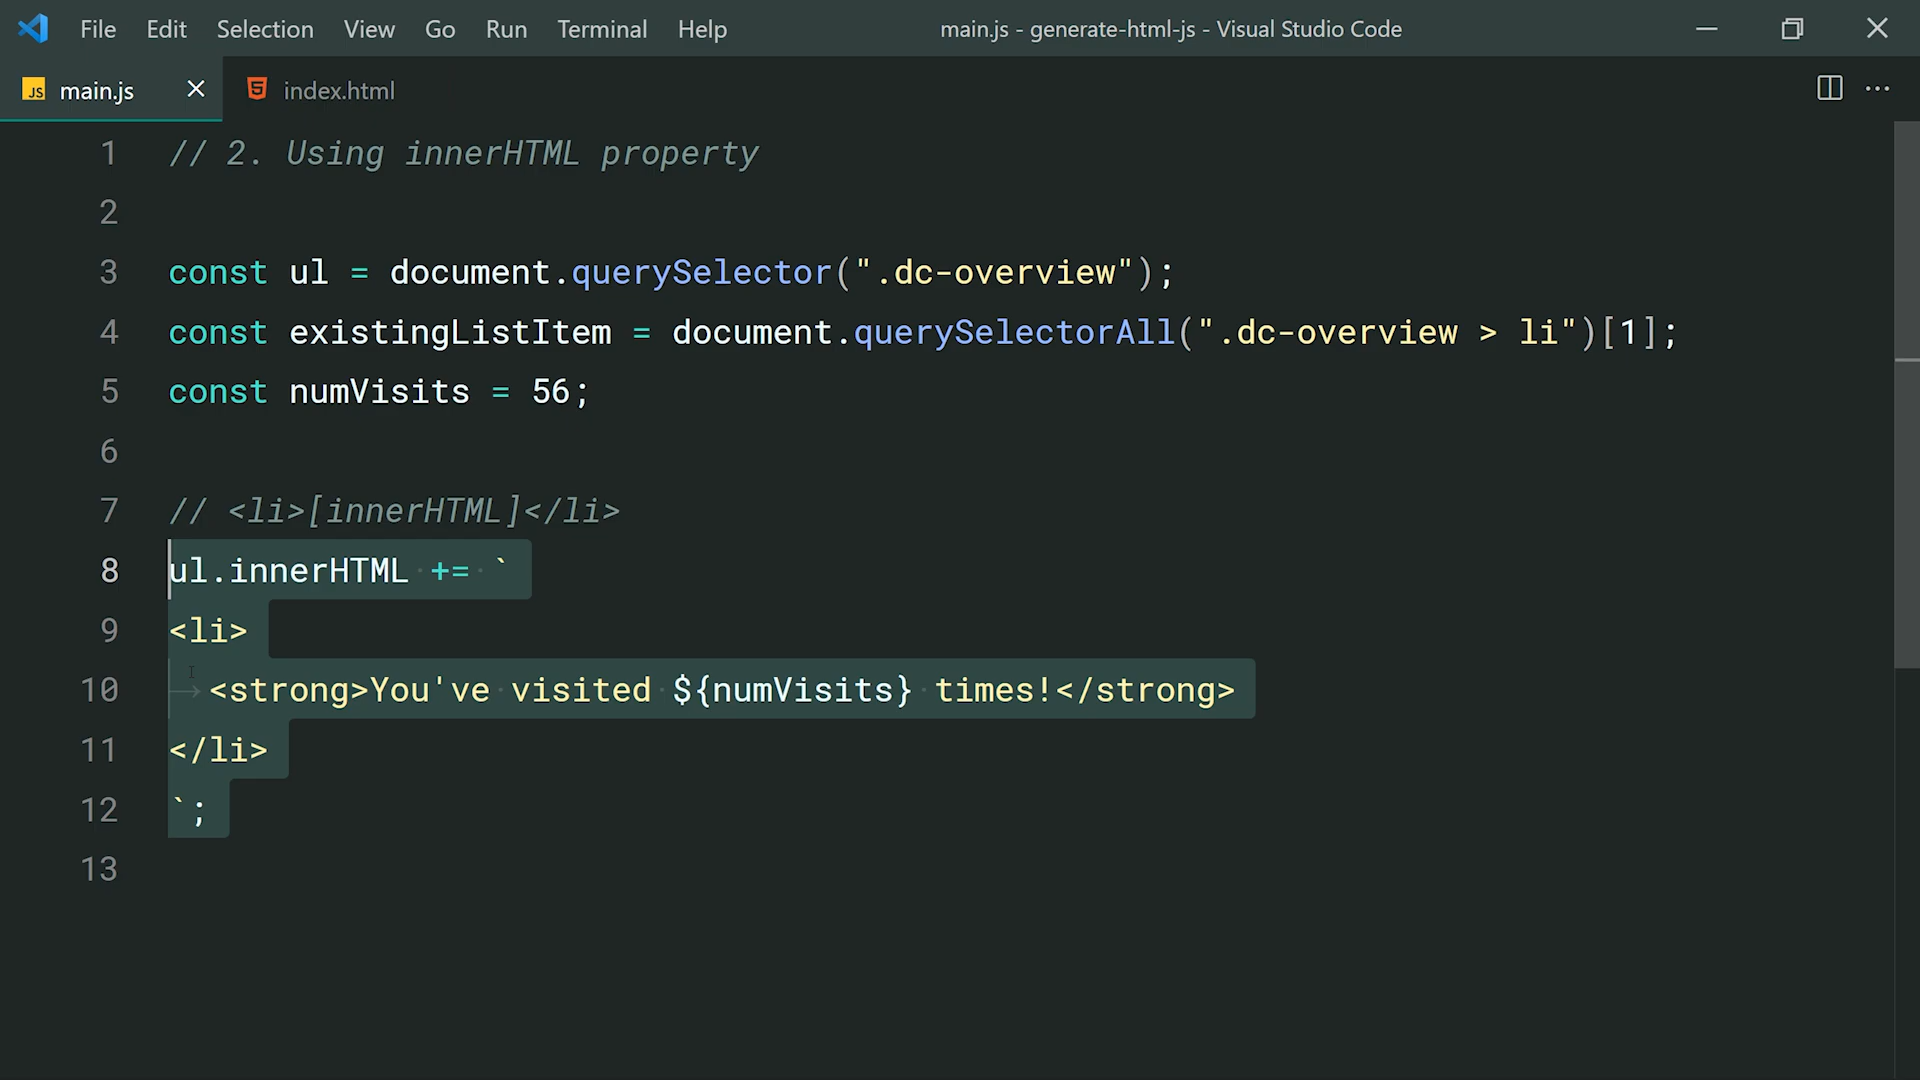 File Edit Selection View Go Run Terminal Help main.js - generate-html-js - Visual Studio Code
JS main.js index.html
1 // 2. Using innerHTML property
2
3 const ul = document.querySelector(".dc-overview");
4 const existingListItem = document.querySelectorAll(".dc-overview > li")[1];
5 const numVisits = 56;
6
7 // <li>[innerHTML]</li>
8 ul.innerHTML += `
9 <li>
10 <strong>You've visited ${numVisits} times!</strong>
11 </li>
12 `;
13